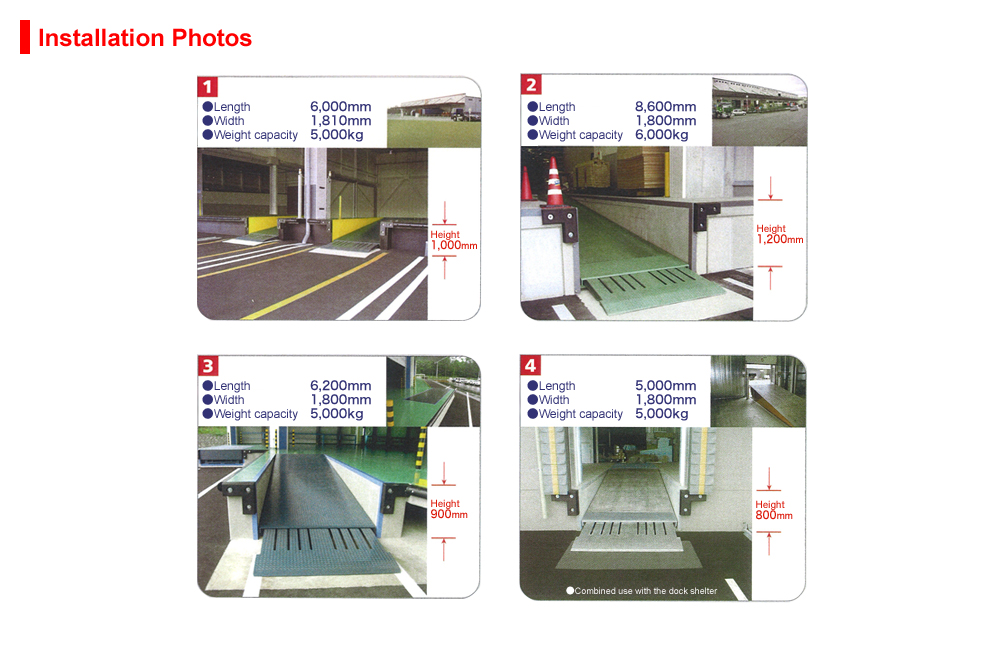 Installation Photos
1
●Length 6,000mm
●Width 1,810mm
●Weight capacity 5,000kg
Height
1,000mm
2
●Length 8,600mm
●Width 1,800mm
●Weight capacity 6,000kg
Height
1,200mm
3
●Length 6,200mm
●Width 1,800mm
●Weight capacity 5,000kg
Height
900mm
4
●Length 5,000mm
●Width 1,800mm
●Weight capacity 5,000kg
Height
800mm
●Combined use with the dock shelter